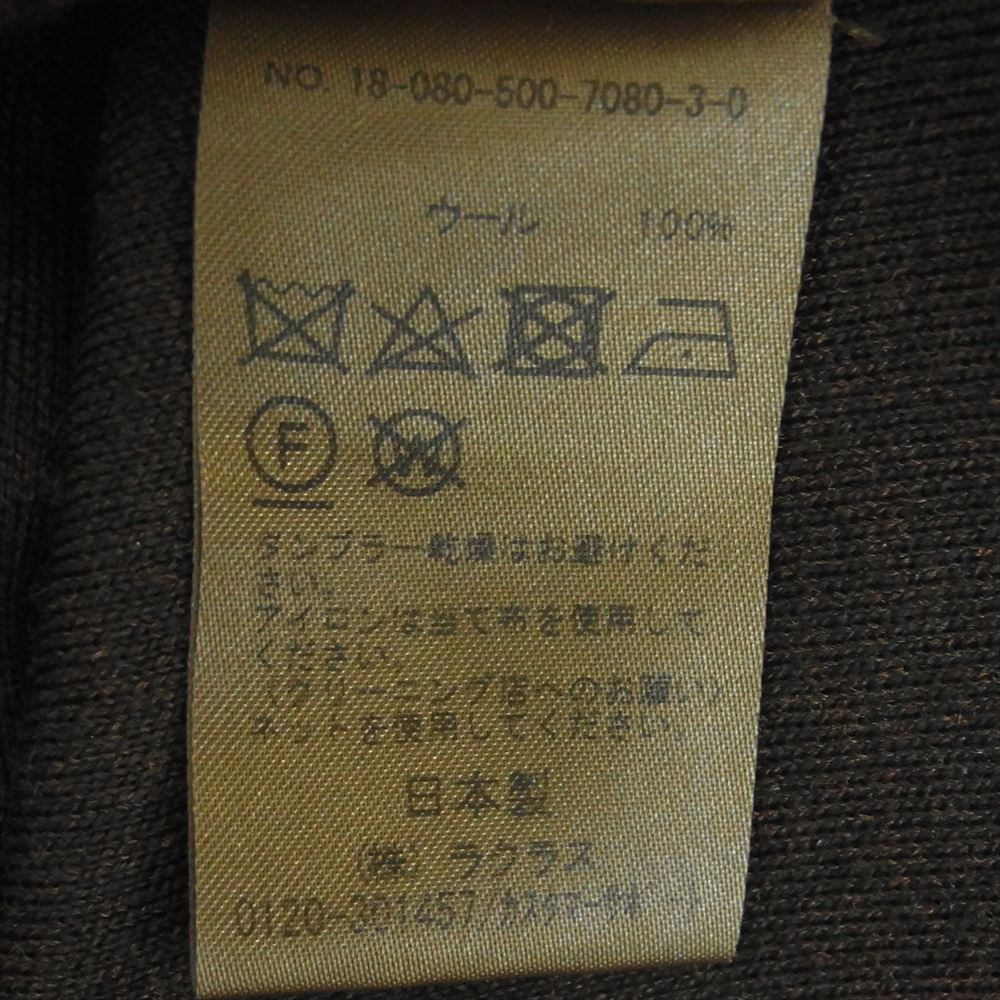 NO. 18-080-500-7080-3-0
ウール 100%
F
W
タンブラー乾燥はお避けくだ
さい。
アイロンは当て布を使用して
ください。
〈クリーニング店へのお願い〉
ネットを使用してください。
日本製
(株) ラクラス
0120-301457/カスタマーサポート